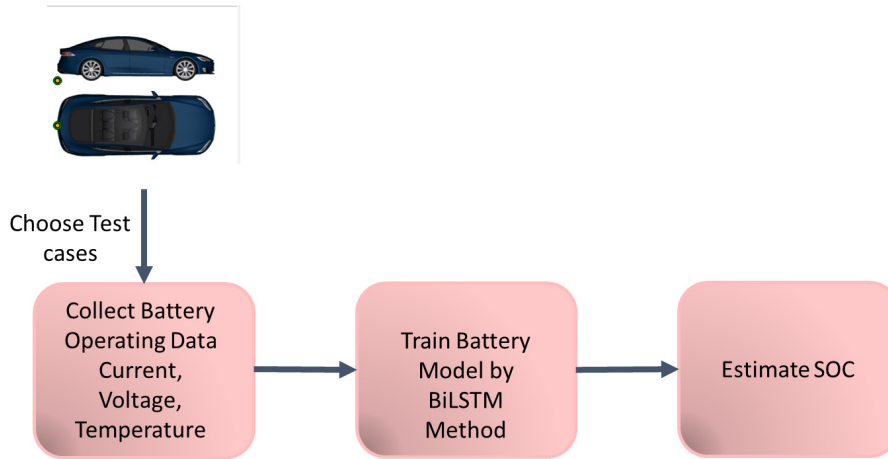 Choose Test
cases
Collect Battery
Operating Data
Current,
Voltage,
Temperature
Train Battery
Model by
BiLSTM
Method
Estimate SOC